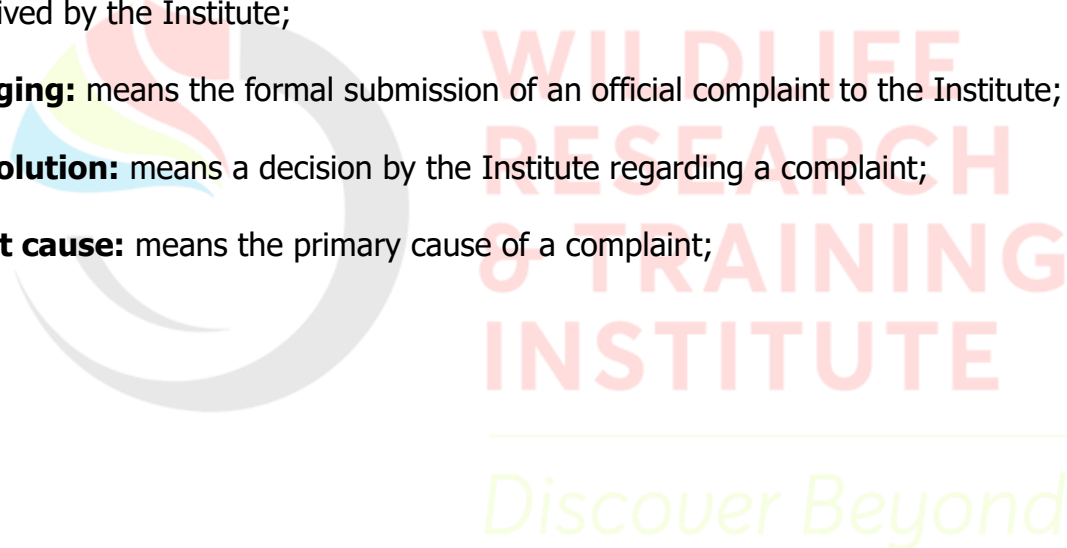 ived by the Institute;
ging: means the formal submission of an official complaint to the Institute;
olution: means a decision by the Institute regarding a complaint;
t cause: means the primary cause of a complaint;
WILDLIFE
RESEARCH
& TRAINING
INSTITUTE
Discover Beyond